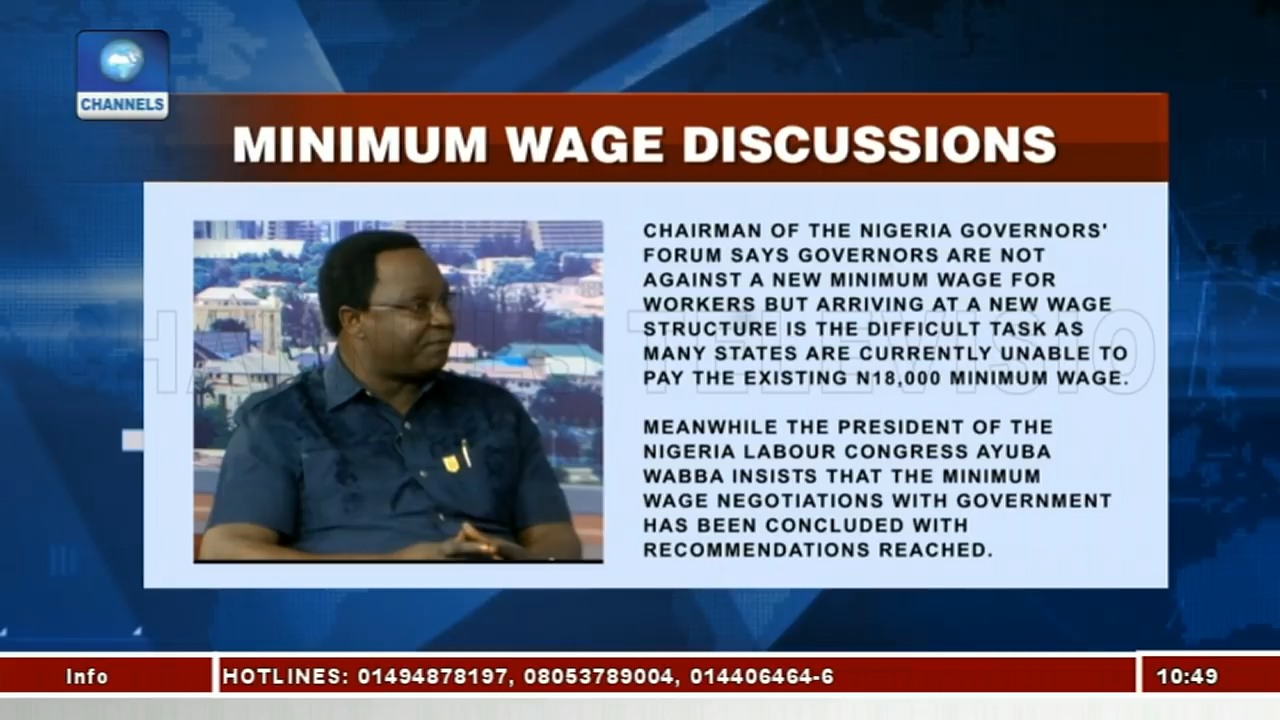 CHANNELS
MINIMUM WAGE DISCUSSIONS
CHAIRMAN OF THE NIGERIA GOVERNORS'
FORUM SAYS GOVERNORS ARE NOT
AGAINST A NEW MINIMUM WAGE FOR
WORKERS BUT ARRIVING AT A NEW WAGE
STRUCTURE IS THE DIFFICULT TASK AS
MANY STATES ARE CURRENTLY UNABLE TO
PAY THE EXISTING N18,000 MINIMUM WAGE.
MEANWHILE THE PRESIDENT OF THE
NIGERIA LABOUR CONGRESS AYUBA
WABBA INSISTS THAT THE MINIMUM
WAGE NEGOTIATIONS WITH GOVERNMENT
HAS BEEN CONCLUDED WITH
RECOMMENDATIONS REACHED.
Info
HOTLINES: 01494878197, 08053789004, 014406464-6
10:49